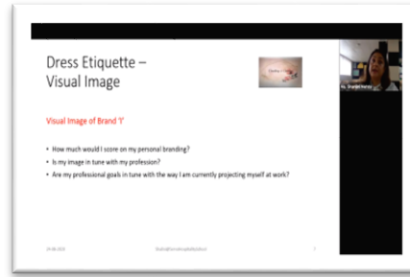 Dress Etiquette –
Visual Image
Visual Image of Brand 'I'
• How much would I score on my personal branding?
• Is my image in tune with my profession?
• Are my professional goals in tune with the way I am currently projecting myself at work?